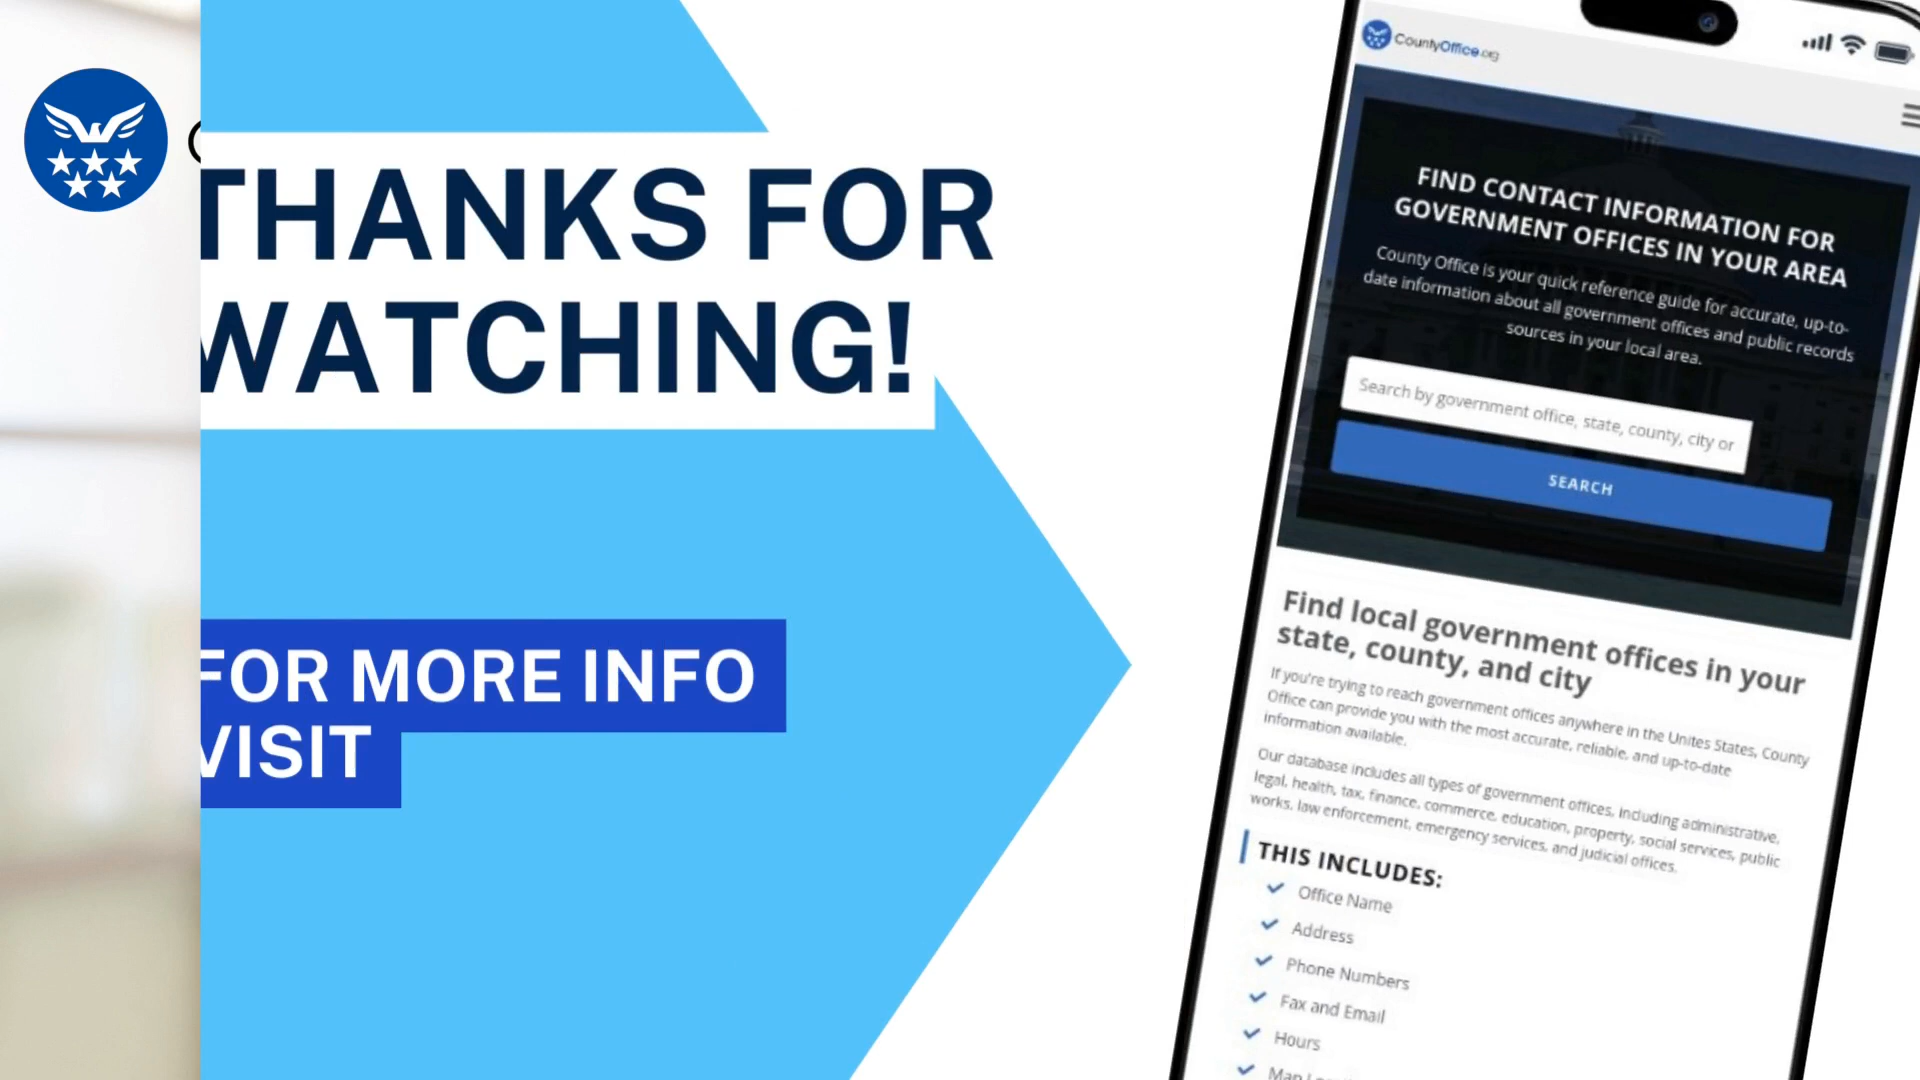 THANKS FOR
WATCHING!
FOR MORE INFO
VISIT
CountyOffice.org
FIND CONTACT INFORMATION FOR
GOVERNMENT OFFICES IN YOUR AREA
County Office is your quick reference guide for accurate, up-to-
date information about all government offices and public records
sources in your local area.
Search by government office, state, county, city or
SEARCH
Find local government offices in your
state, county, and city
If you're trying to reach government offices anywhere in the Unites States, County
Office can provide you with the most accurate, reliable, and up-to-date
information available.
Our database includes all types of government offices, including administrative,
legal, health, tax, finance, commerce, education, property, social services, public
works, law enforcement, emergency services, and judicial offices.
THIS INCLUDES:
Office Name
Address
Phone Numbers
Fax and Email
Hours
Map